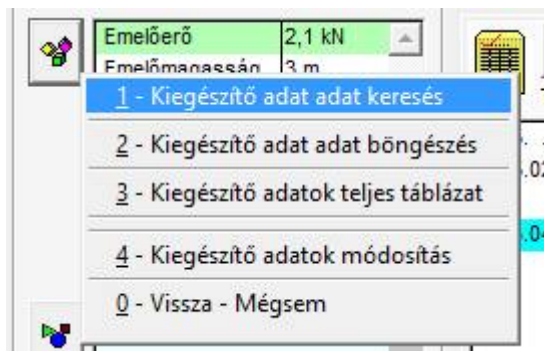 Emelőerő 2,1 kN
Emelőmagasság 3 m
1 - Kiegészítő adat adat keresés
2 - Kiegészítő adat adat böngészés
3 - Kiegészítő adatok teljes táblázat
4 - Kiegészítő adatok módosítás
0 - Vissza - Mégsem